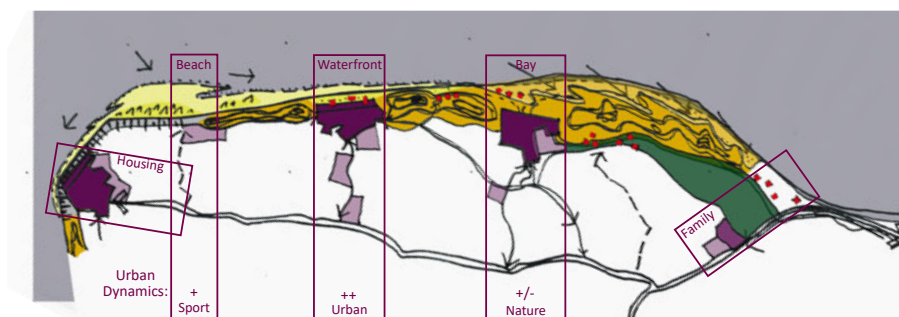 Beach
Waterfront
Bay
Housing
Family
Urban
Dynamics:
+
Sport
++
Urban
+/-
Nature